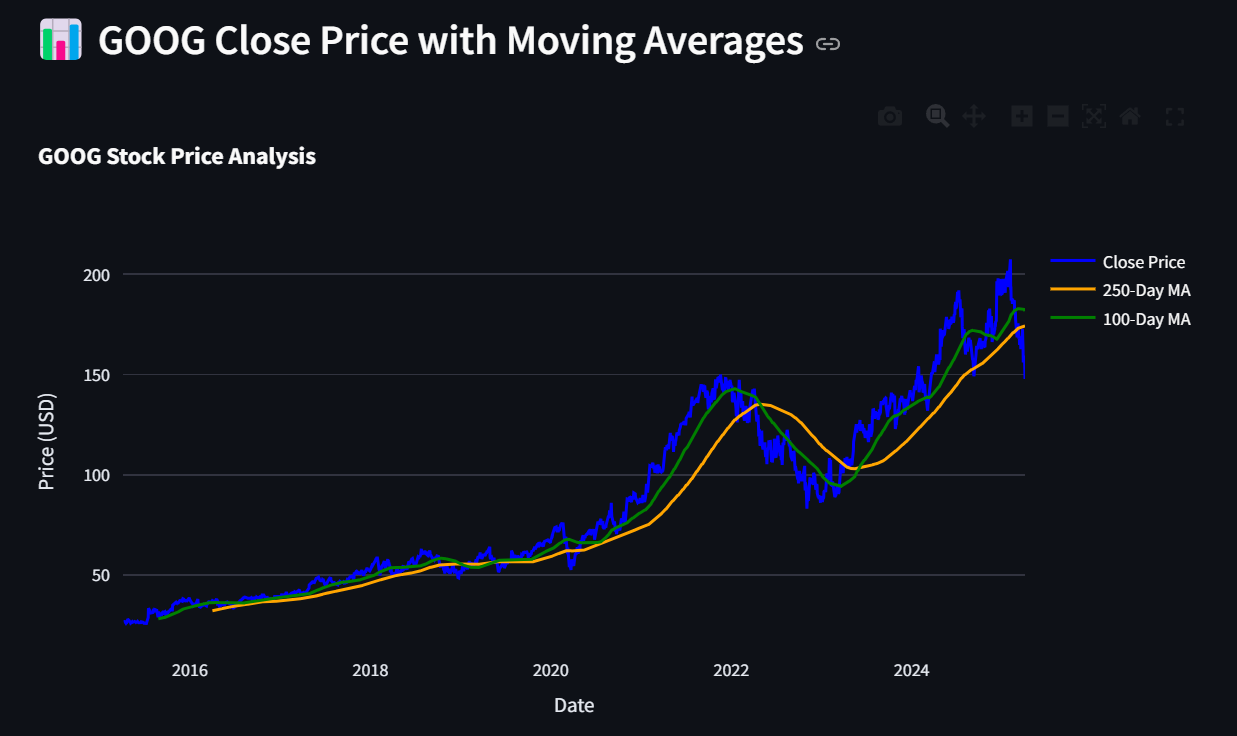 GOOG Close Price with Moving Averages
GOOG Stock Price Analysis
Close Price
250-Day MA
100-Day MA
200
150
100
50
Price (USD)
2016
2018
2020
2022
2024
Date